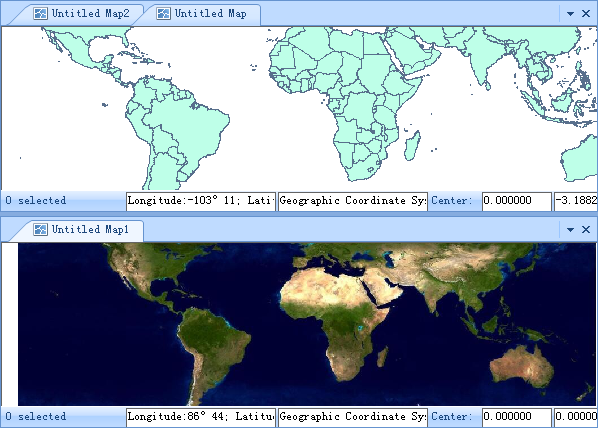 Untitled Map2 Untitled Map
0 selected Longitude:-103° 11; Lati Geographic Coordinate Sy Center: 0.000000 -3.1882
Untitled Map1
0 selected Longitude:86° 44; Latitu Geographic Coordinate Sy Center: 0.000000 0.0000